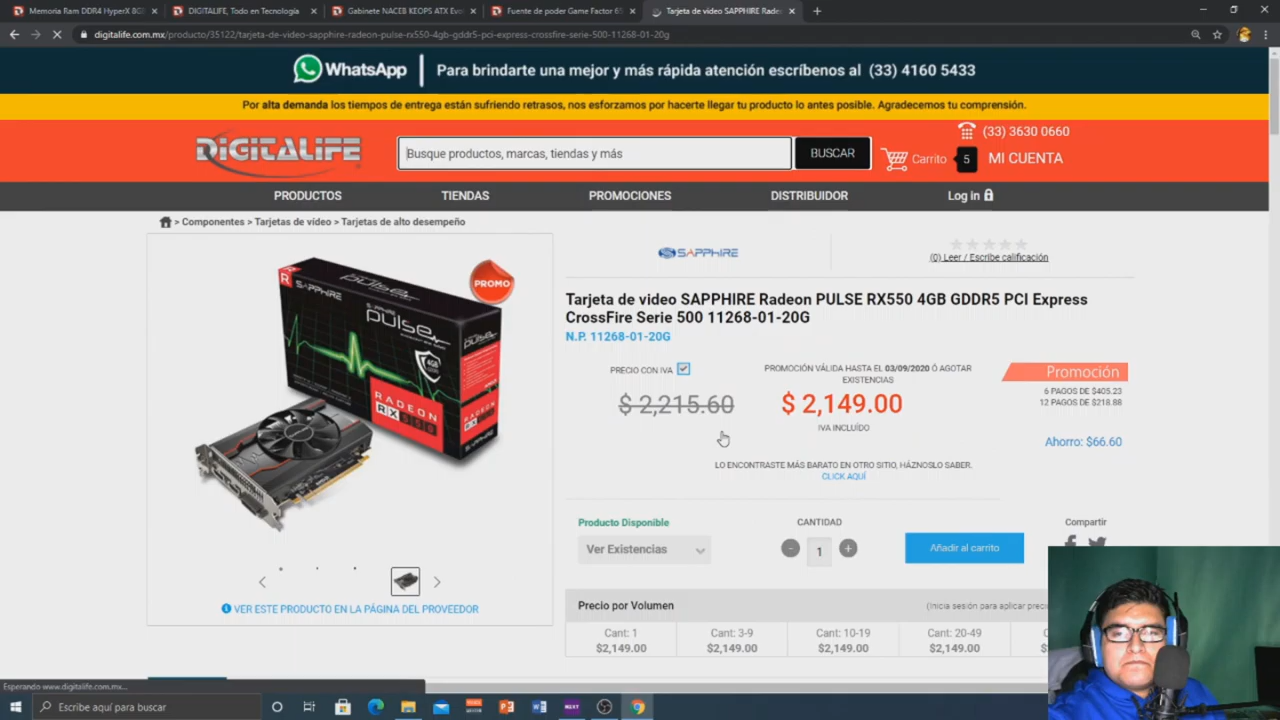 Memoria Ram DDR4 HyperX 8GB
DIGITALIFE, Todo en Tecnología
Gabinete NACEB KEOPS ATX Evo
Fuente de poder Game Factor 65
Tarjeta de video SAPPHIRE Rade
digitalife.com.mx/producto/35122/tarjeta-de-video-sapphire-radeon-pulse-rx550-4gb-gddr5-pci-express-crossfire-serie-500-11268-01-20g
WhatsApp
Para brindarte una mejor y más rápida atención escríbenos al (33) 4160 5433
Por alta demanda los tiempos de entrega están sufriendo retrasos, nos esforzamos por hacerte llegar tu producto lo antes posible. Agradecemos tu comprensión.
DIGITALIFE
Busque productos, marcas, tiendas y más
BUSCAR
(33) 3630 0660
Carrito 5 MI CUENTA
PRODUCTOS TIENDAS PROMOCIONES DISTRIBUIDOR Log in
> Componentes > Tarjetas de vídeo > Tarjetas de alto desempeño
SAPPHIRE
(0) Leer / Escribe calificación
PROMO
SAPPHIRE
pulse
SAPPHIRE
pulse
RADEON
RX 550
Tarjeta de video SAPPHIRE Radeon PULSE RX550 4GB GDDR5 PCI Express
CrossFire Serie 500 11268-01-20G
N.P. 11268-01-20G
PRECIO CON IVA
$ 2,215.60
PROMOCIÓN VÁLIDA HASTA EL 03/09/2020 Ó AGOTAR
EXISTENCIAS
$ 2,149.00
IVA INCLUÍDO
Promoción
6 PAGOS DE $405.23
12 PAGOS DE $218.88
Ahorro: $66.60
LO ENCONTRASTE MÁS BARATO EN OTRO SITIO, HÁZNOSLO SABER.
CLICK AQUÍ
Producto Disponible
Ver Existencias
CANTIDAD
- 1 +
Añadir al carrito
Compartir
VER ESTE PRODUCTO EN LA PÁGINA DEL PROVEEDOR
Precio por Volumen
(Inicia sesión para aplicar
Cant: 1 Cant: 3-9 Cant: 10-19 Cant: 20-49
$2,149.00 $2,149.00 $2,149.00 $2,149.00
Esperando www.digitalife.com.mx...
Escribe aquí para buscar